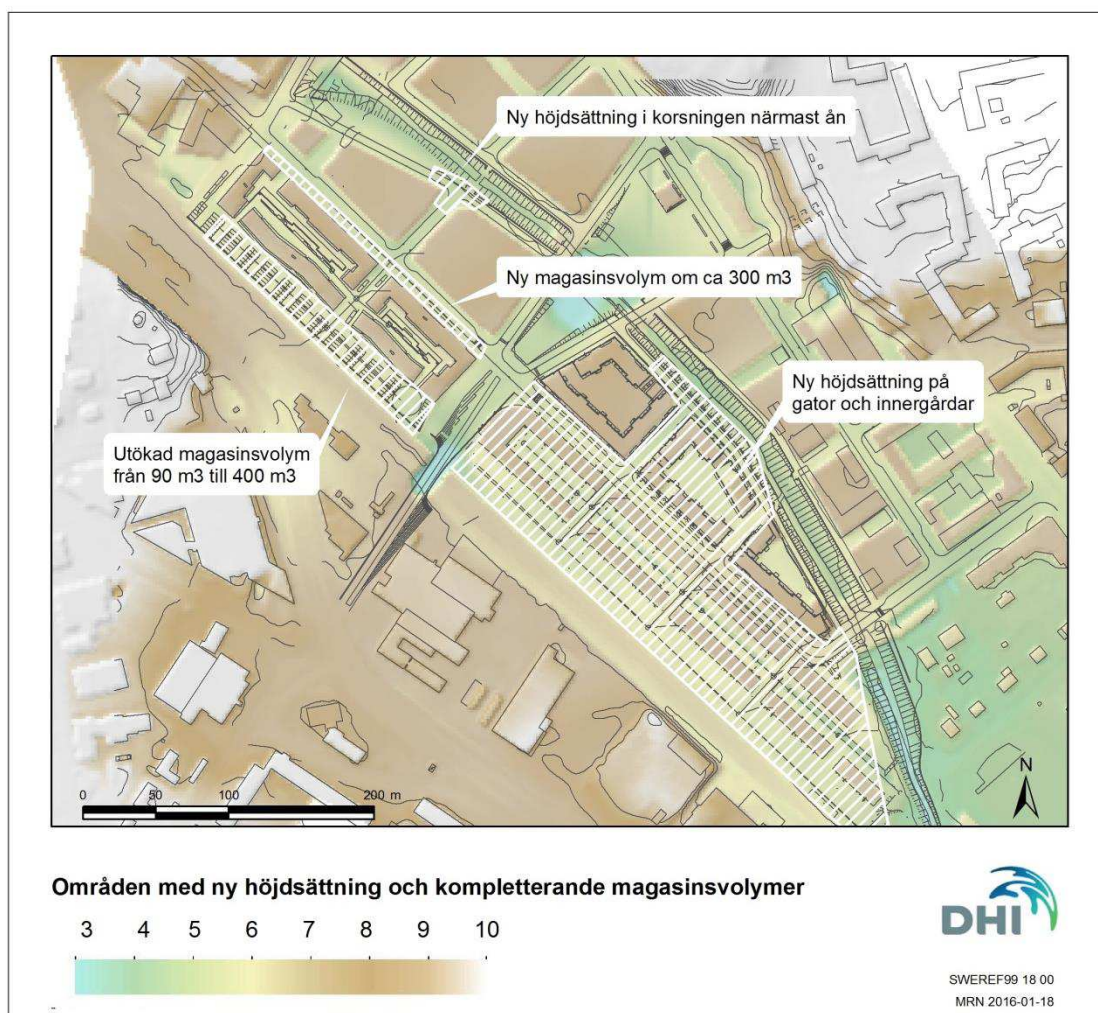 Ny höjdsättning i korsningen närmast ån
Ny magasinsvolym om ca 300 m3
Ny höjdsättning på
gator och innergårdar
Utökad magasinsvolym
från 90 m3 till 400 m3
0 50 100 200 m
N
Områden med ny höjdsättning och kompletterande magasinsvolymer
3 4 5 6 7 8 9 10
DHI
SWEREF99 18 00
MRN 2016-01-18